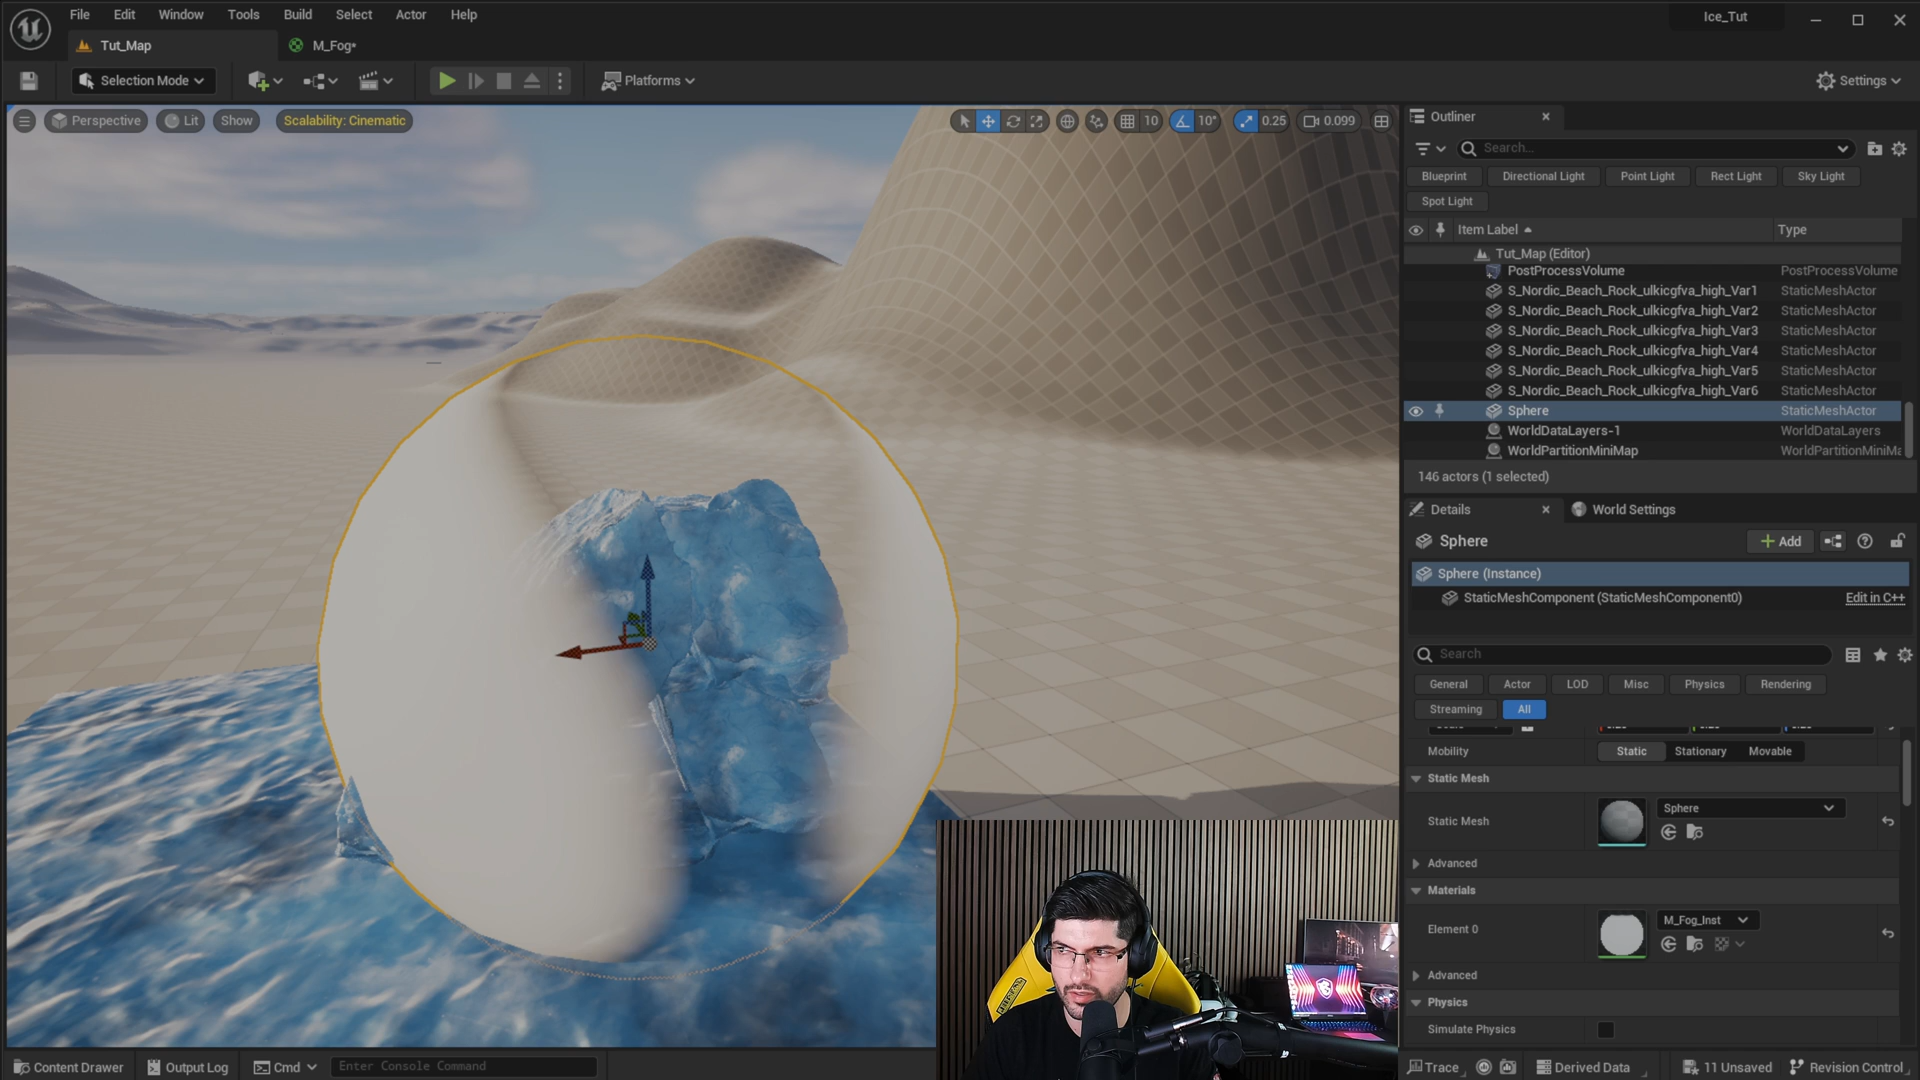 File Edit Window Tools Build Select Actor Help
Ice_Tut
Tut_Map
M_Fog*
Selection Mode
Platforms
Settings
Perspective
Lit
Show
Scalability: Cinematic
10
10°
0.25
0.099
Outliner
Search...
Blueprint
Directional Light
Point Light
Rect Light
Sky Light
Spot Light
Item Label
Type
Tut_Map (Editor)
PostProcessVolume PostProcessVolume
S_Nordic_Beach_Rock_ulkicgfva_high_Var1 StaticMeshActor
S_Nordic_Beach_Rock_ulkicgfva_high_Var2 StaticMeshActor
S_Nordic_Beach_Rock_ulkicgfva_high_Var3 StaticMeshActor
S_Nordic_Beach_Rock_ulkicgfva_high_Var4 StaticMeshActor
S_Nordic_Beach_Rock_ulkicgfva_high_Var5 StaticMeshActor
S_Nordic_Beach_Rock_ulkicgfva_high_Var6 StaticMeshActor
Sphere StaticMeshActor
WorldDataLayers-1 WorldDataLayers
WorldPartitionMiniMap WorldPartitionMiniMa
146 actors (1 selected)
Details
World Settings
Sphere
Add
Sphere (Instance)
StaticMeshComponent (StaticMeshComponent0) Edit in C++
Search
General
Actor
LOD
Misc
Physics
Rendering
Streaming
All
Mobility
Static
Stationary
Movable
Static Mesh
Static Mesh
Sphere
Advanced
Materials
Element 0
M_Fog_Inst
Advanced
Physics
Simulate Physics
Content Drawer
Output Log
Cmd
Enter Console Command
Trace
Derived Data
11 Unsaved
Revision Control